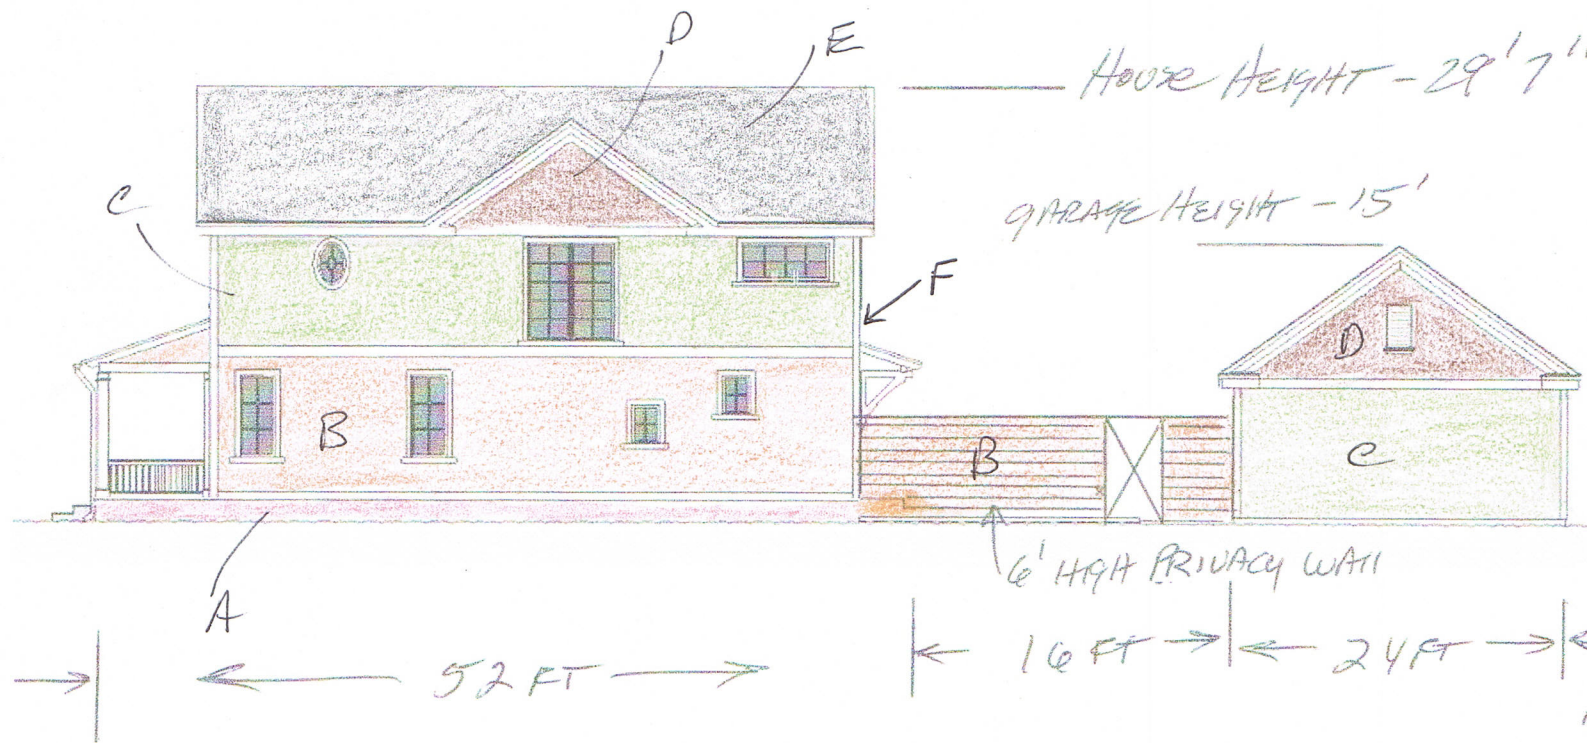 D
E
HOUSE HEIGHT - 29' 7"
C
GARAGE HEIGHT - 15'
F
D
B
B
C
6' HIGH PRIVACY WALL
A
52 FT
16 FT
24 FT